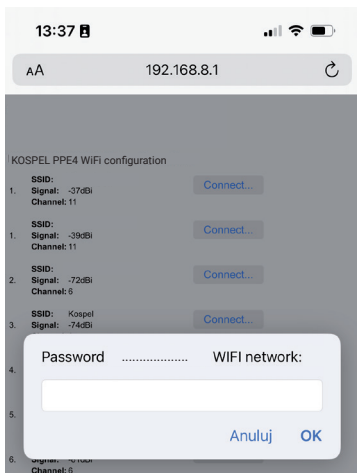 13:37
AA 192.168.8.1
KOSPEL PPE4 WiFi configuration
SSID:
1. Signal: -37dBi Connect...
Channel: 11
SSID:
1. Signal: -39dBi Connect...
Channel: 11
SSID:
2. Signal: -72dBi Connect...
Channel: 6
SSID: Kospel
3. Signal: -74dBi Connect...
4. Password ................... WIFI network:
5.
Anuluj OK
6.
Channel: 6